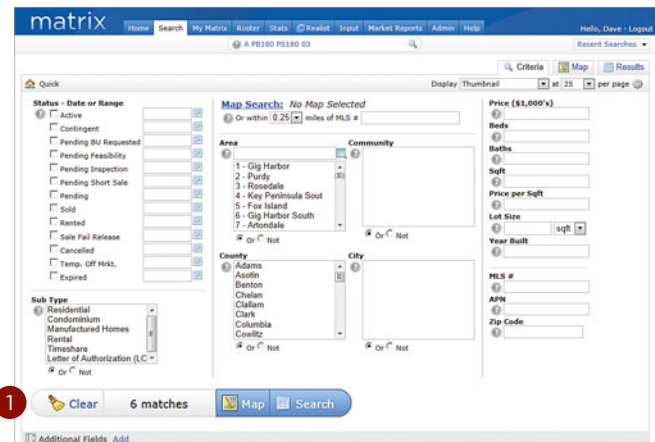 matrix
Home Search My Matrix Roster Stats Realist Input Market Reports Admin Help
Hello, Dave - Logout
A PB180 PS180 03
Recent Searches
Criteria Map Results
Quick
Display Thumbnail at 25 per page
Status - Date or Range
Active
Contingent
Pending BU Requested
Pending Feasibility
Pending Inspection
Pending Short Sale
Pending
Sold
Rented
Sale Fail Release
Cancelled
Temp. Off Mrkt.
Expired
Sub Type
Residential
Condominium
Manufactured Homes
Rental
Timeshare
Letter of Authorization (LC
Or Not
Map Search: No Map Selected
Or within 0.25 miles of MLS #
Area
1 - Gig Harbor
2 - Purdy
3 - Rosedale
4 - Key Peninsula Sout
5 - Fox Island
6 - Gig Harbor South
7 - Artondale
Or Not
Community
Or Not
County
Adams
Asotin
Benton
Chelan
Clallam
Clark
Columbia
Cowlitz
Or Not
City
Or Not
Price ($1,000's)
Beds
Baths
Sqft
Price per Sqft
Lot Size
sqft
Year Built
MLS #
APN
Zip Code
1
Clear 6 matches Map Search
Additional Fields Add